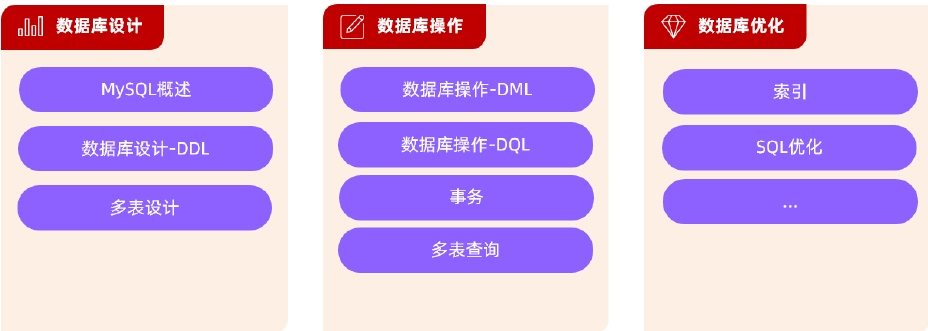 数据库设计
MySQL概述
数据库设计-DDL
多表设计
数据库操作
数据库操作-DML
数据库操作-DQL
事务
多表查询
数据库优化
索引
SQL优化
...